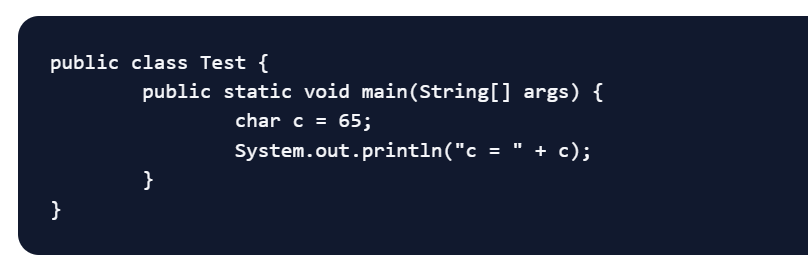 public class Test {
public static void main(String[] args) {
char c = 65;
System.out.println("c = " + c);
}
}